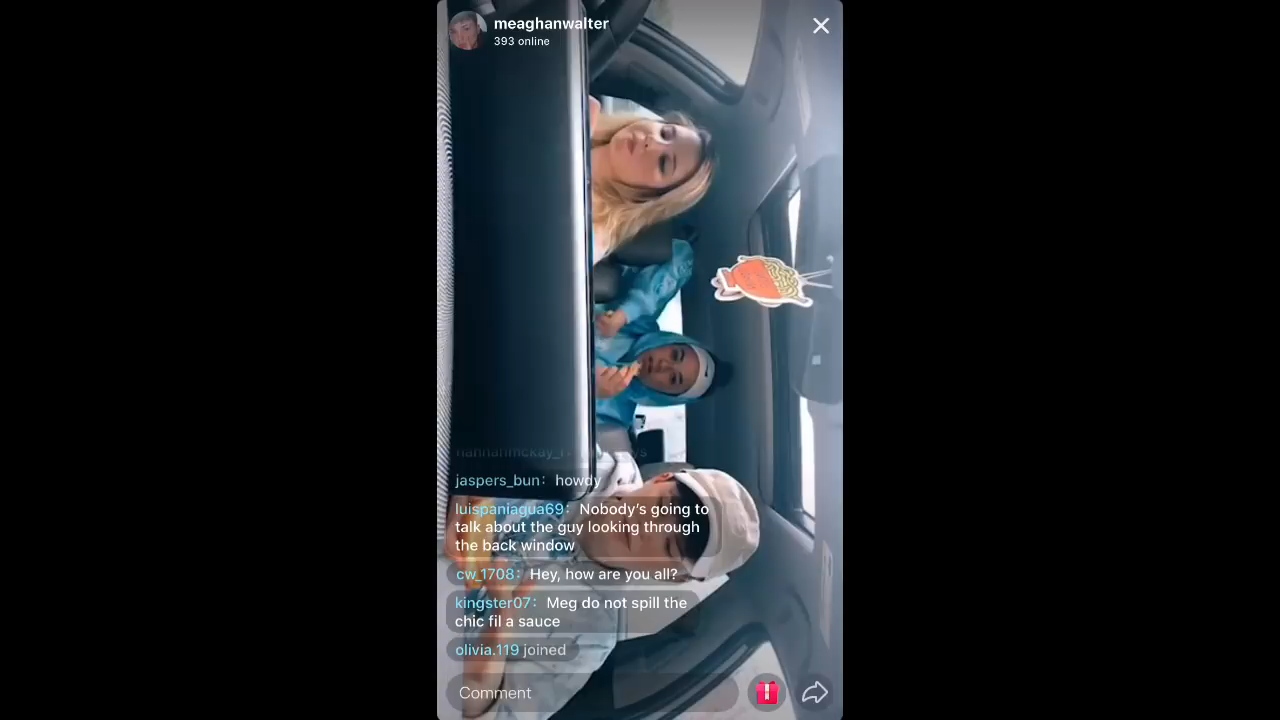 meaghanwalter
393 online
jaspers_bun: howdy
luispaniagua69: Nobody's going to
talk about the guy looking through
the back window
cw_1708: Hey, how are you all?
kingster07: Meg do not spill the
chic fil a sauce
olivia.119 joined
Comment